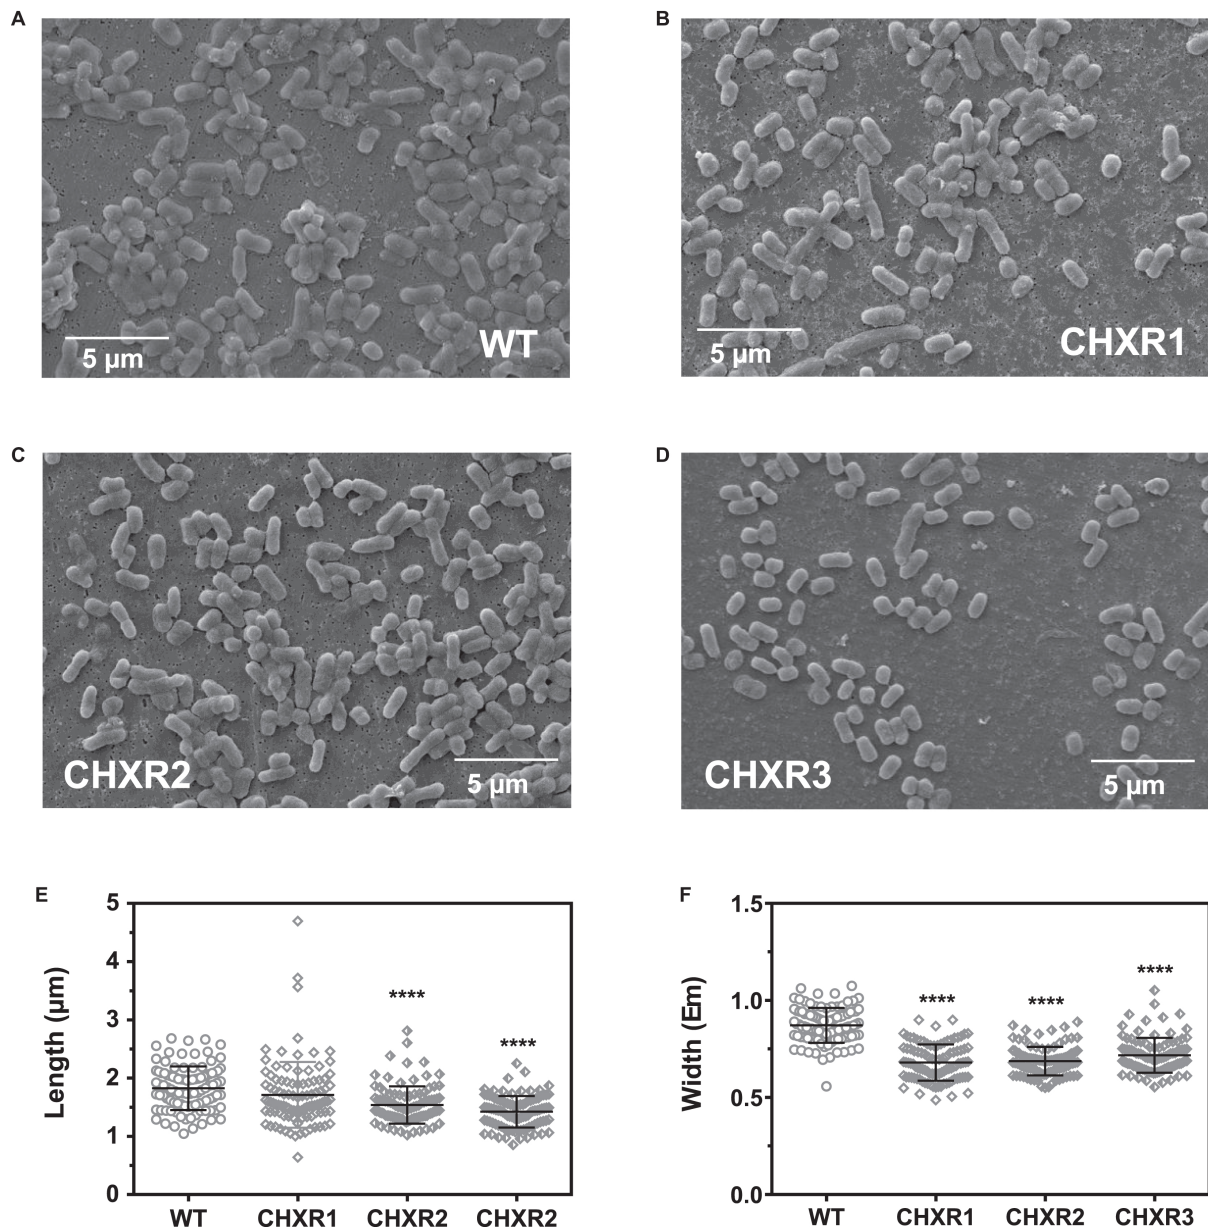 A
5 μm
WT
B
5 μm
CHXR1
C
CHXR2
5 μm
D
CHXR3
5 μm
E
Length (μm)
5
4
3
2
1
0
****
****
WT CHXR1 CHXR2 CHXR2
F
Width (Em)
1.5
1.0
0.5
0.0
****
****
****
WT CHXR1 CHXR2 CHXR3